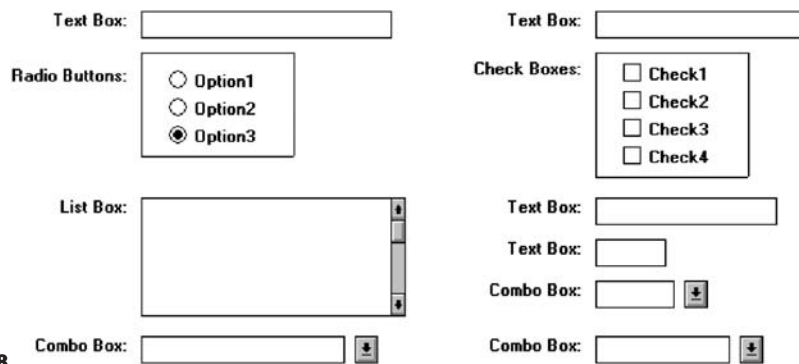 Text Box:
Radio Buttons:
Option1
Option2
Option3
List Box:
Combo Box:
Text Box:
Check Boxes:
Check1
Check2
Check3
Check4
Text Box:
Text Box:
Combo Box:
Combo Box: